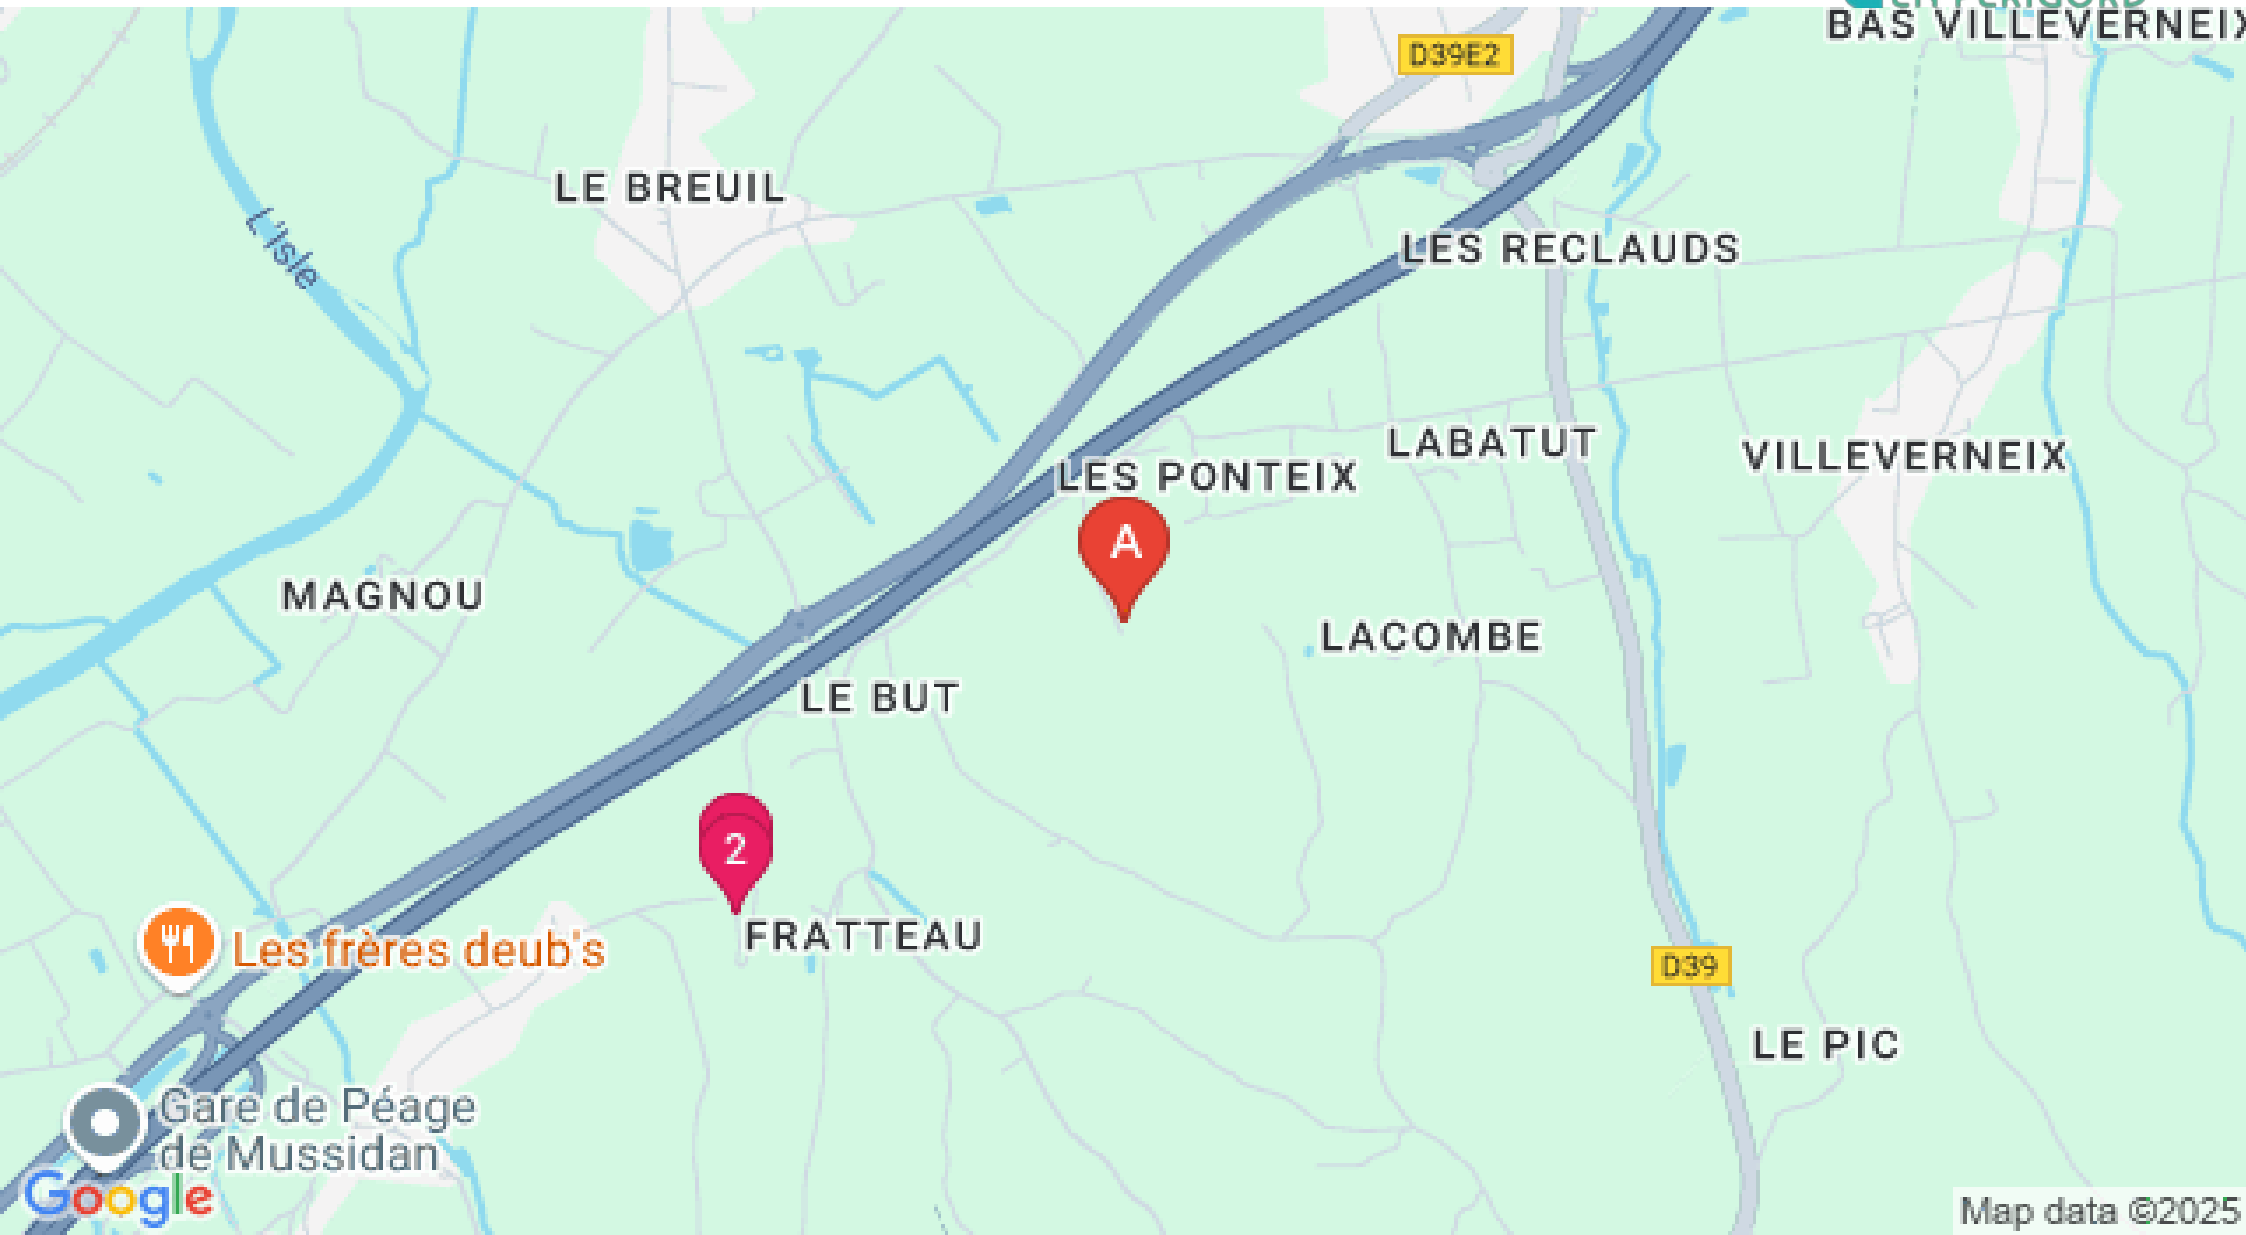 BAS VILLEVERNEIX
D39E2
LE BREUIL
L'Isle
LES RECLAUDS
LABATUT
VILLEVERNEIX
LES PONTEIX
A
MAGNOU
LACOMBE
LE BUT
2
FRATTEAU
Les frères deub's
D39
LE PIC
Gare de Péage
de Mussidan
Google
Map data ©2025